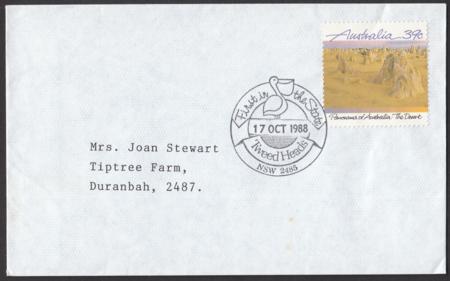 Australia 39c
Panorama of Australia The Desert
First in the State
17 OCT 1988
Tweed Heads
NSW 2485
Mrs. Joan Stewart
Tiptree Farm,
Duranbah, 2487.